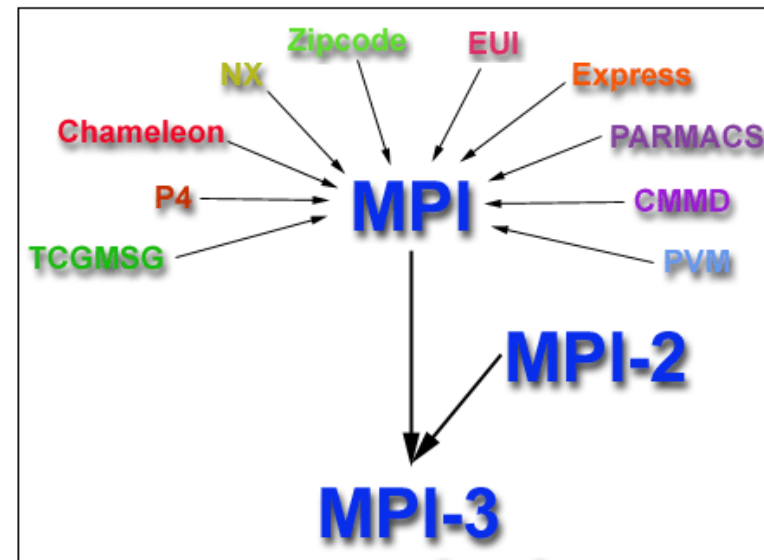 Zipcode
EUI
NX
Express
Chameleon
PARMACS
P4
MPI
CMMD
TCGMSG
PVM
MPI-2
MPI-3